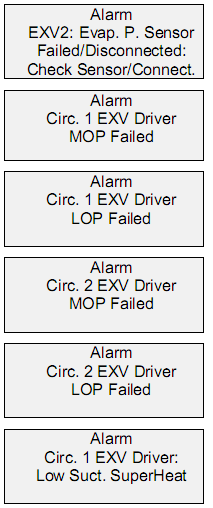 Alarm
EXV2: Evap. P. Sensor
Failed/Disconnected:
Check Sensor/Connect.
Alarm
Circ. 1 EXV Driver
MOP Failed
Alarm
Circ. 1 EXV Driver
LOP Failed
Alarm
Circ. 2 EXV Driver
MOP Failed
Alarm
Circ. 2 EXV Driver
LOP Failed
Alarm
Circ. 1 EXV Driver:
Low Suct. SuperHeat